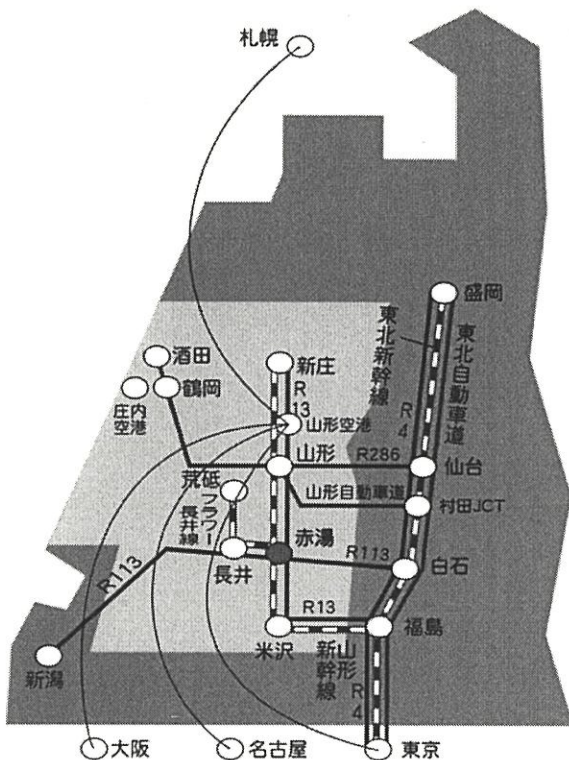 札幌
盛岡
東北新幹線
東北自動車道
R4
酒田
鶴岡
庄内
空港
新庄
R13
山形空港
山形
R286
仙台
荒砥
山形自動車道
村田JCT
フラワー
長井線
赤湯
長井
R113
白石
R113
R13
米沢
福島
山形
新幹線
R4
新潟
大阪
名古屋
東京